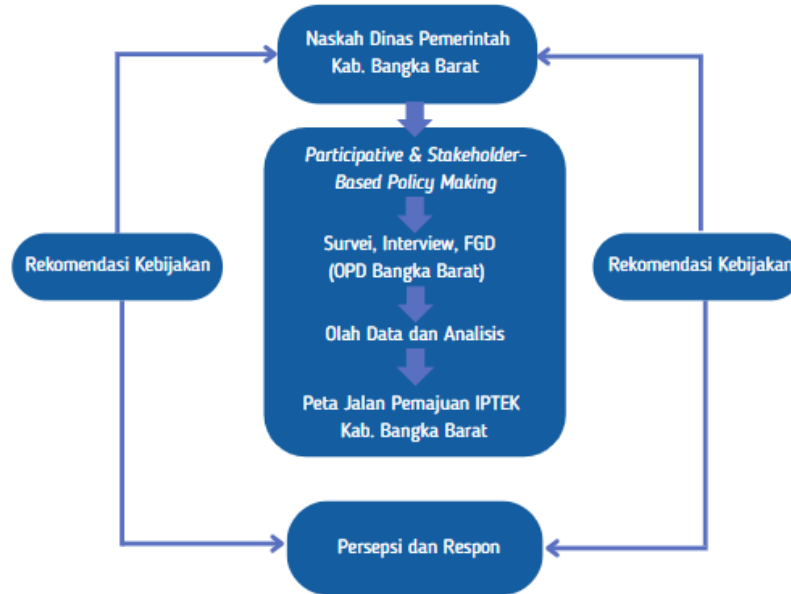 Naskah Dinas Pemerintah
Kab. Bangka Barat
Participative & Stakeholder-
Based Policy Making
Survei, Interview, FGD
(OPD Bangka Barat)
Rekomendasi Kebijakan
Rekomendasi Kebijakan
Olah Data dan Analisis
Peta Jalan Pemajuan IPTEK
Kab. Bangka Barat
Persepsi dan Respon